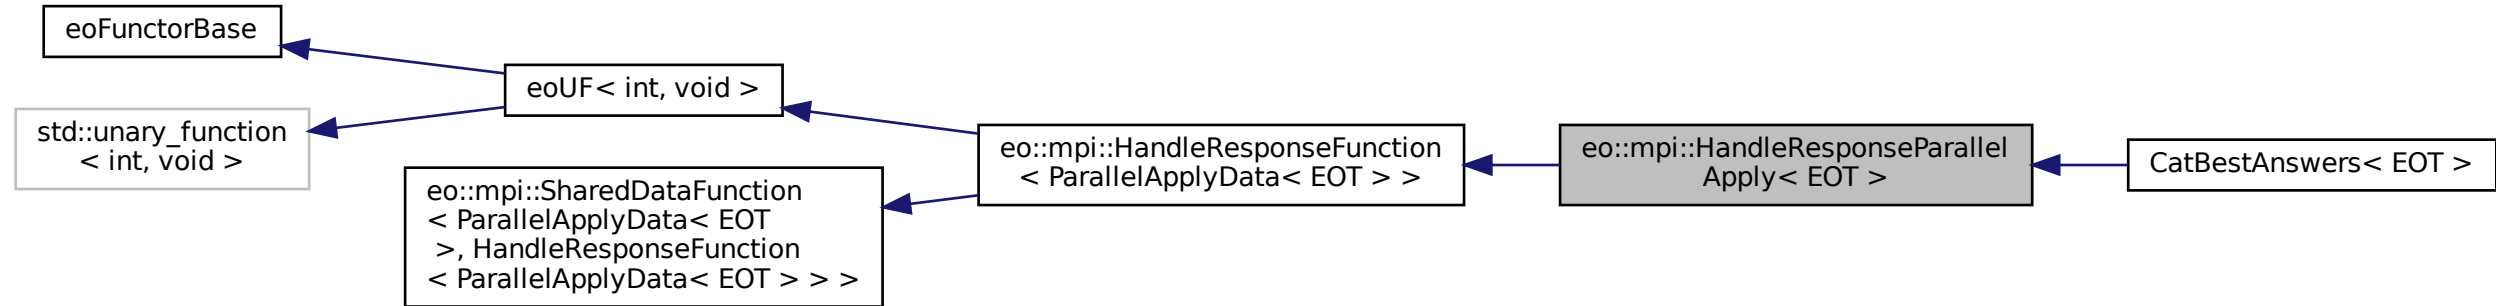 eoFunctorBase
std::unary_function
< int, void >
eoUF< int, void >
eo::mpi::SharedDataFunction
< ParallelApplyData< EOT
>, HandleResponseFunction
< ParallelApplyData< EOT > > >
eo::mpi::HandleResponseFunction
< ParallelApplyData< EOT > >
eo::mpi::HandleResponseParallel
Apply< EOT >
CatBestAnswers< EOT >